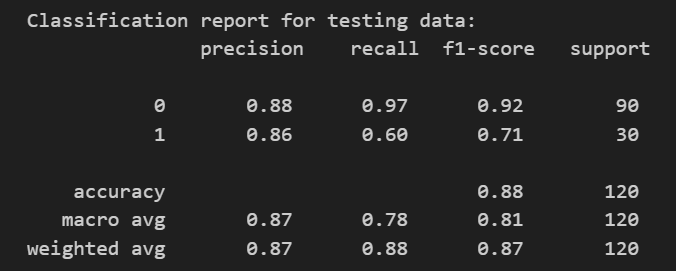 Classification report for testing data:
precision recall f1-score support
0 0.88 0.97 0.92 90
1 0.86 0.60 0.71 30
accuracy 0.88 120
macro avg 0.87 0.78 0.81 120
weighted avg 0.87 0.88 0.87 120